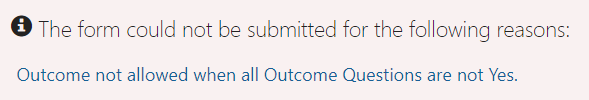 The form could not be submitted for the following reasons:
Outcome not allowed when all Outcome Questions are not Yes.